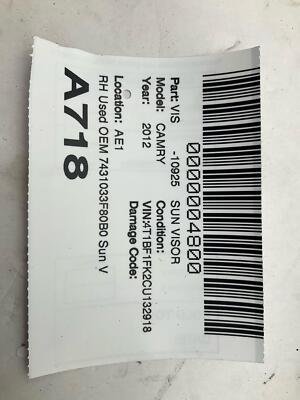 0000004800
Part: VIS -10925 SUN VISOR
Model: CAMRY Condition:
Year: 2012 VIN:4T1BF1FK2CU132918
Damage Code:
Location: AE1
RH Used OEM 7431033F80B0 Sun V
A718